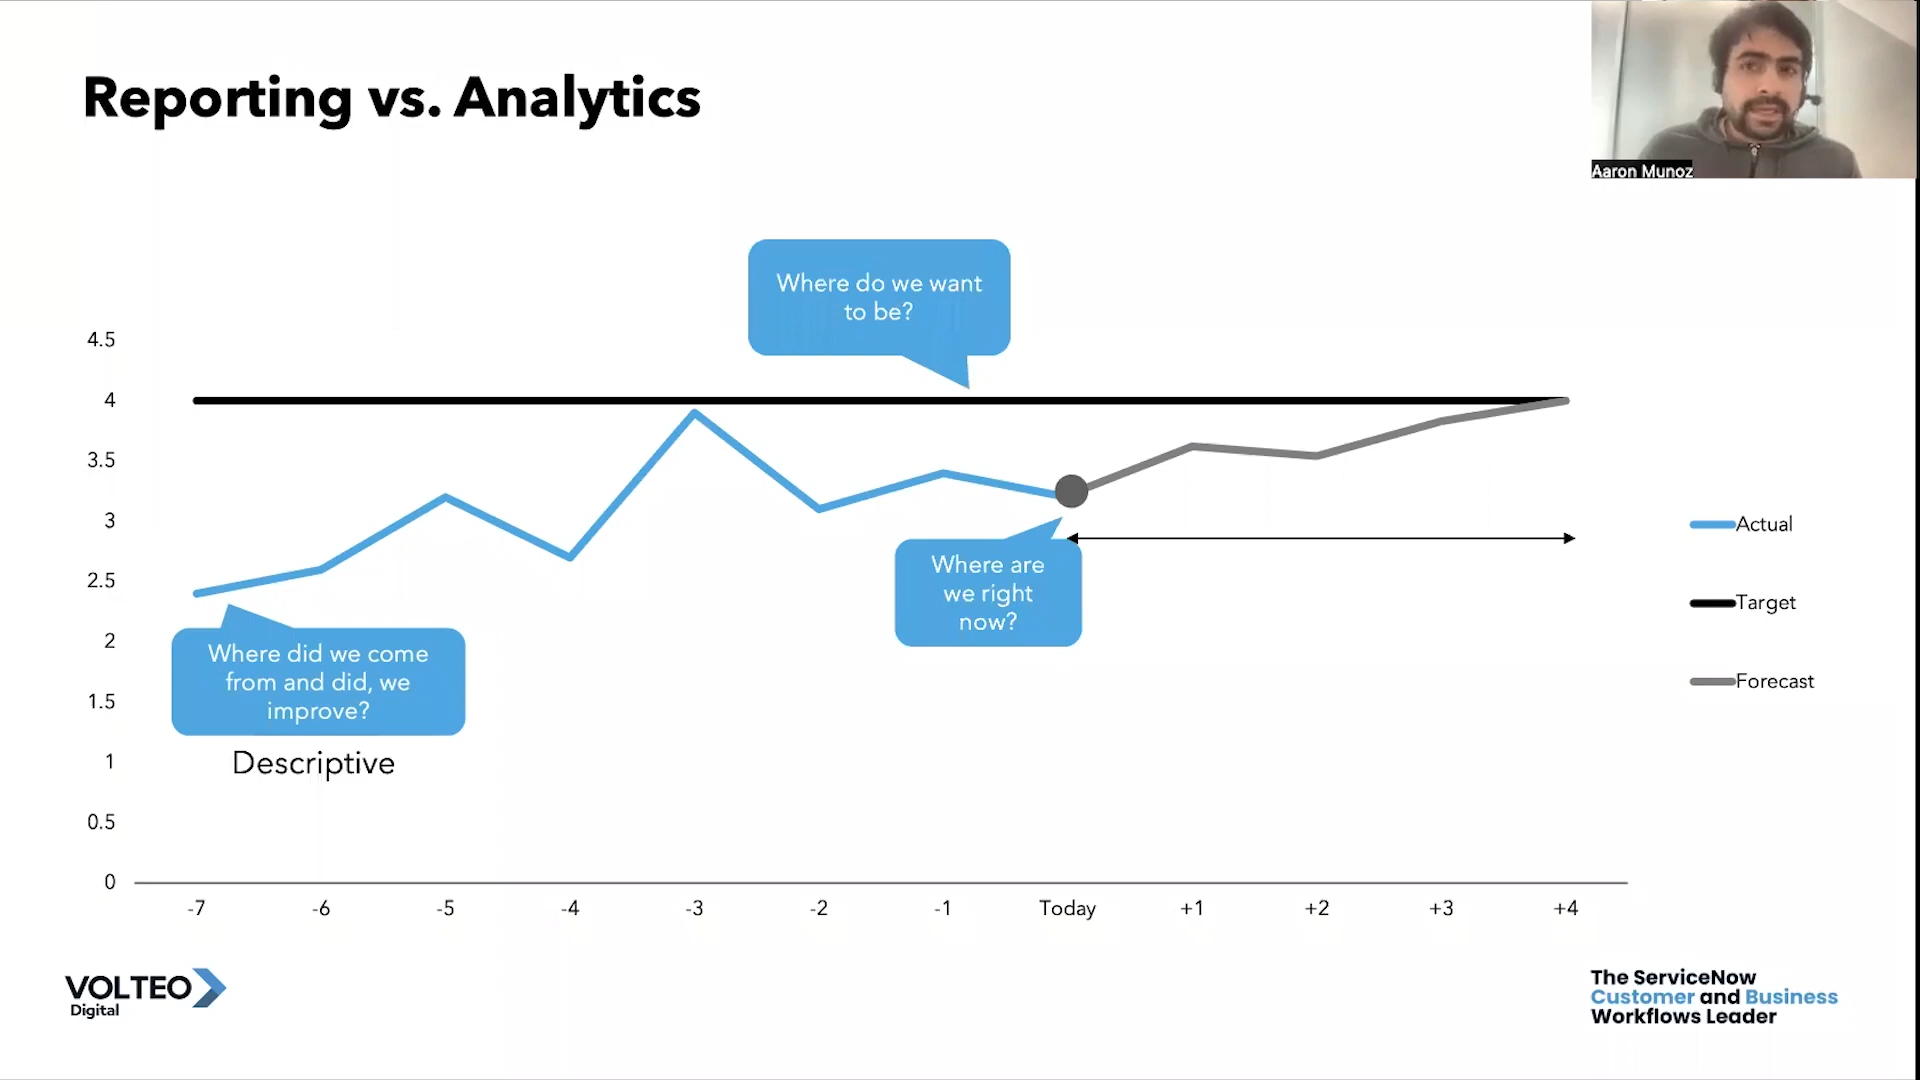 Reporting vs. Analytics
Aaron Munoz
Where do we want
to be?
4.5
4
3.5
3
2.5
2
1.5
1
0.5
0
Where did we come
from and did, we
improve?
Descriptive
Where are
we right
now?
Actual
Target
Forecast
-7 -6 -5 -4 -3 -2 -1 Today +1 +2 +3 +4
VOLTEO
Digital
The ServiceNow
Customer and Business
Workflows Leader